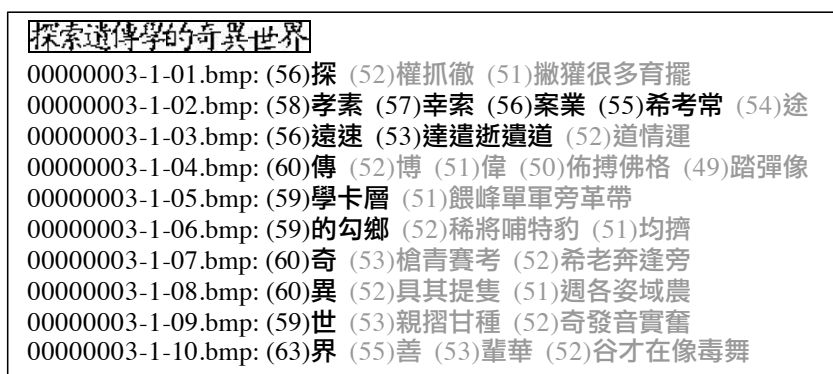 探索遺傳學的奇異世界
00000003-1-01.bmp: (56)探 (52)權抓徹 (51)撇獾很多育擺
00000003-1-02.bmp: (58)孝素 (57)幸索 (56)案業 (55)希考常 (54)途
00000003-1-03.bmp: (56)遠速 (53)達遣逝遺道 (52)道情運
00000003-1-04.bmp: (60)傳 (52)博 (51)偉 (50)佈搏佛格 (49)踏彈像
00000003-1-05.bmp: (59)學卡層 (51)餵峰單軍旁革帶
00000003-1-06.bmp: (59)的勾鄉 (52)稀將哺特豹 (51)均擠
00000003-1-07.bmp: (60)奇 (53)槍青賽考 (52)希老奔逢旁
00000003-1-08.bmp: (60)異 (52)具其提隻 (51)週各姿域農
00000003-1-09.bmp: (59)世 (53)親摺甘種 (52)奇發音實奮
00000003-1-10.bmp: (63)界 (55)善 (53)輩華 (52)谷才在像毒舞